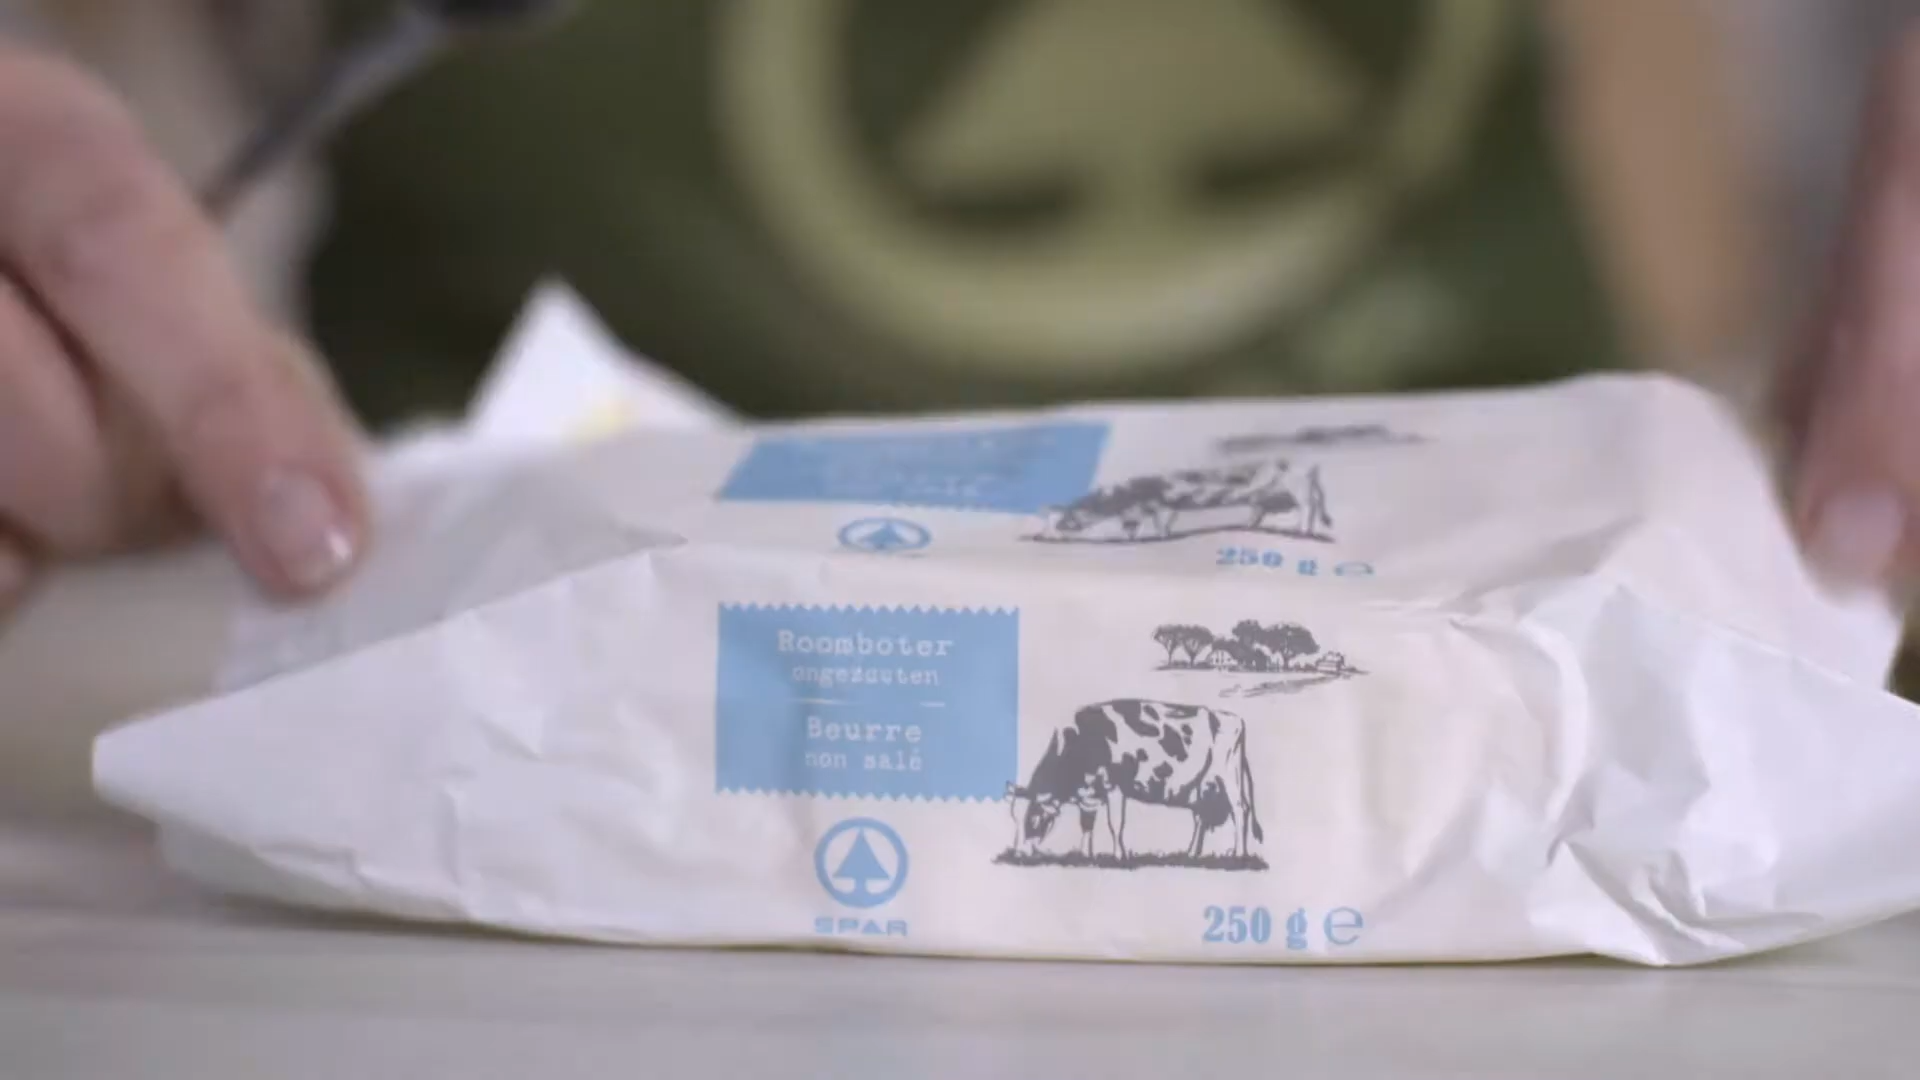 250 g e
Roomboter
ongezouten
Beurre
non salé
SPAR
250 g e